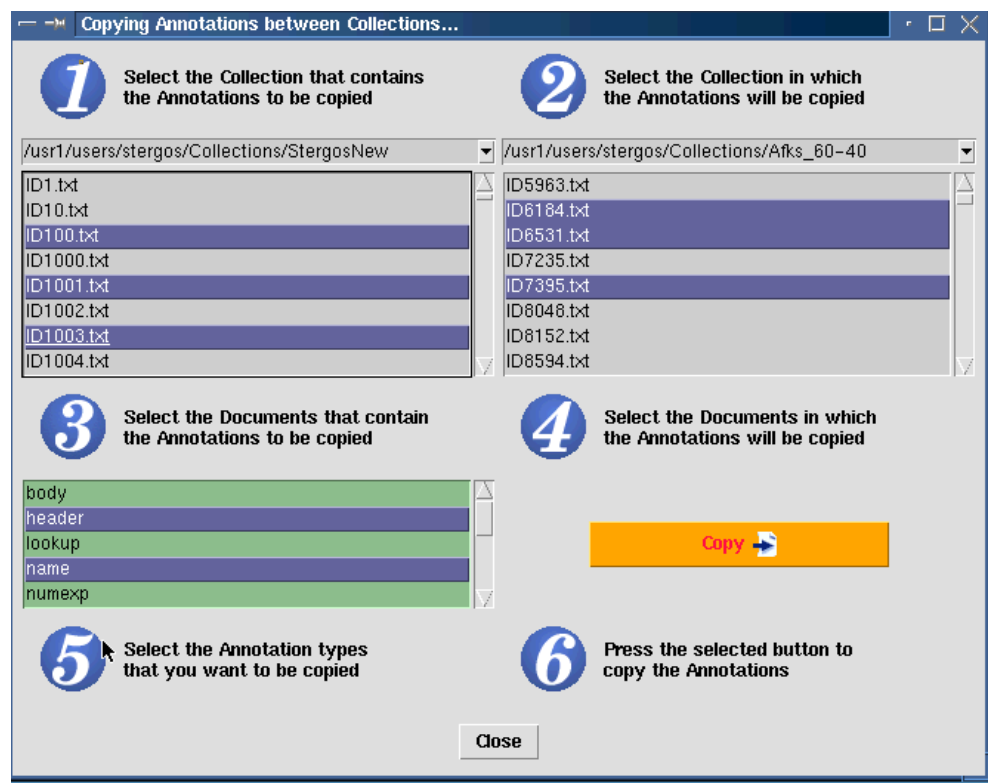 Copying Annotations between Collections...
1 Select the Collection that contains
the Annotations to be copied
2 Select the Collection in which
the Annotations will be copied
/usr1/users/stergos/Collections/StergosNew
/usr1/users/stergos/Collections/Afks_60-40
ID1.txt
ID10.txt
ID100.txt
ID1000.txt
ID1001.txt
ID1002.txt
ID1003.txt
ID1004.txt
ID5963.txt
ID6184.txt
ID6531.txt
ID7235.txt
ID7395.txt
ID8048.txt
ID8152.txt
ID8594.txt
3 Select the Documents that contain
the Annotations to be copied
4 Select the Documents in which
the Annotations will be copied
body
header
lookup
name
numexp
Copy
5 Select the Annotation types
that you want to be copied
6 Press the selected button to
copy the Annotations
Close